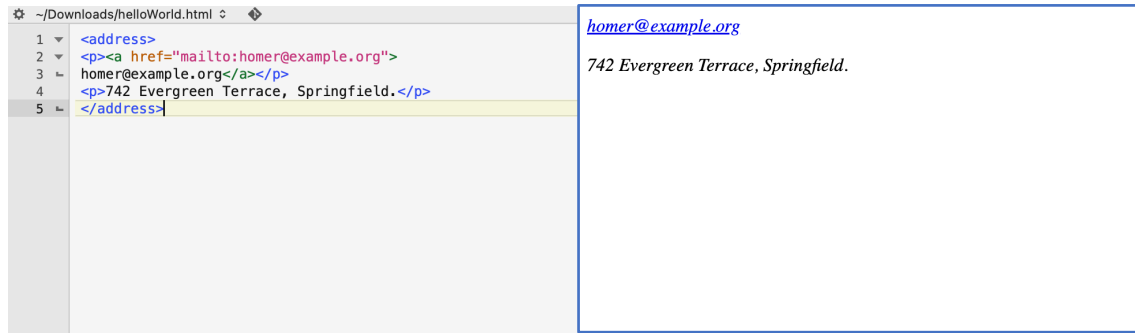 ~/Downloads/helloWorld.html
1 <address>
2 <p><a href="mailto:homer@example.org">
3 homer@example.org</a></p>
4 <p>742 Evergreen Terrace, Springfield.</p>
5 </address>
homer@example.org
742 Evergreen Terrace, Springfield.